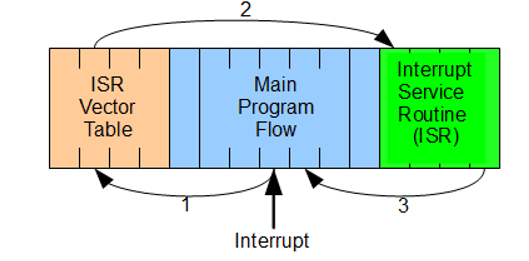 2
ISR
Vector
Table
Main
Program
Flow
Interrupt
Service
Routine
(ISR)
1
3
Interrupt